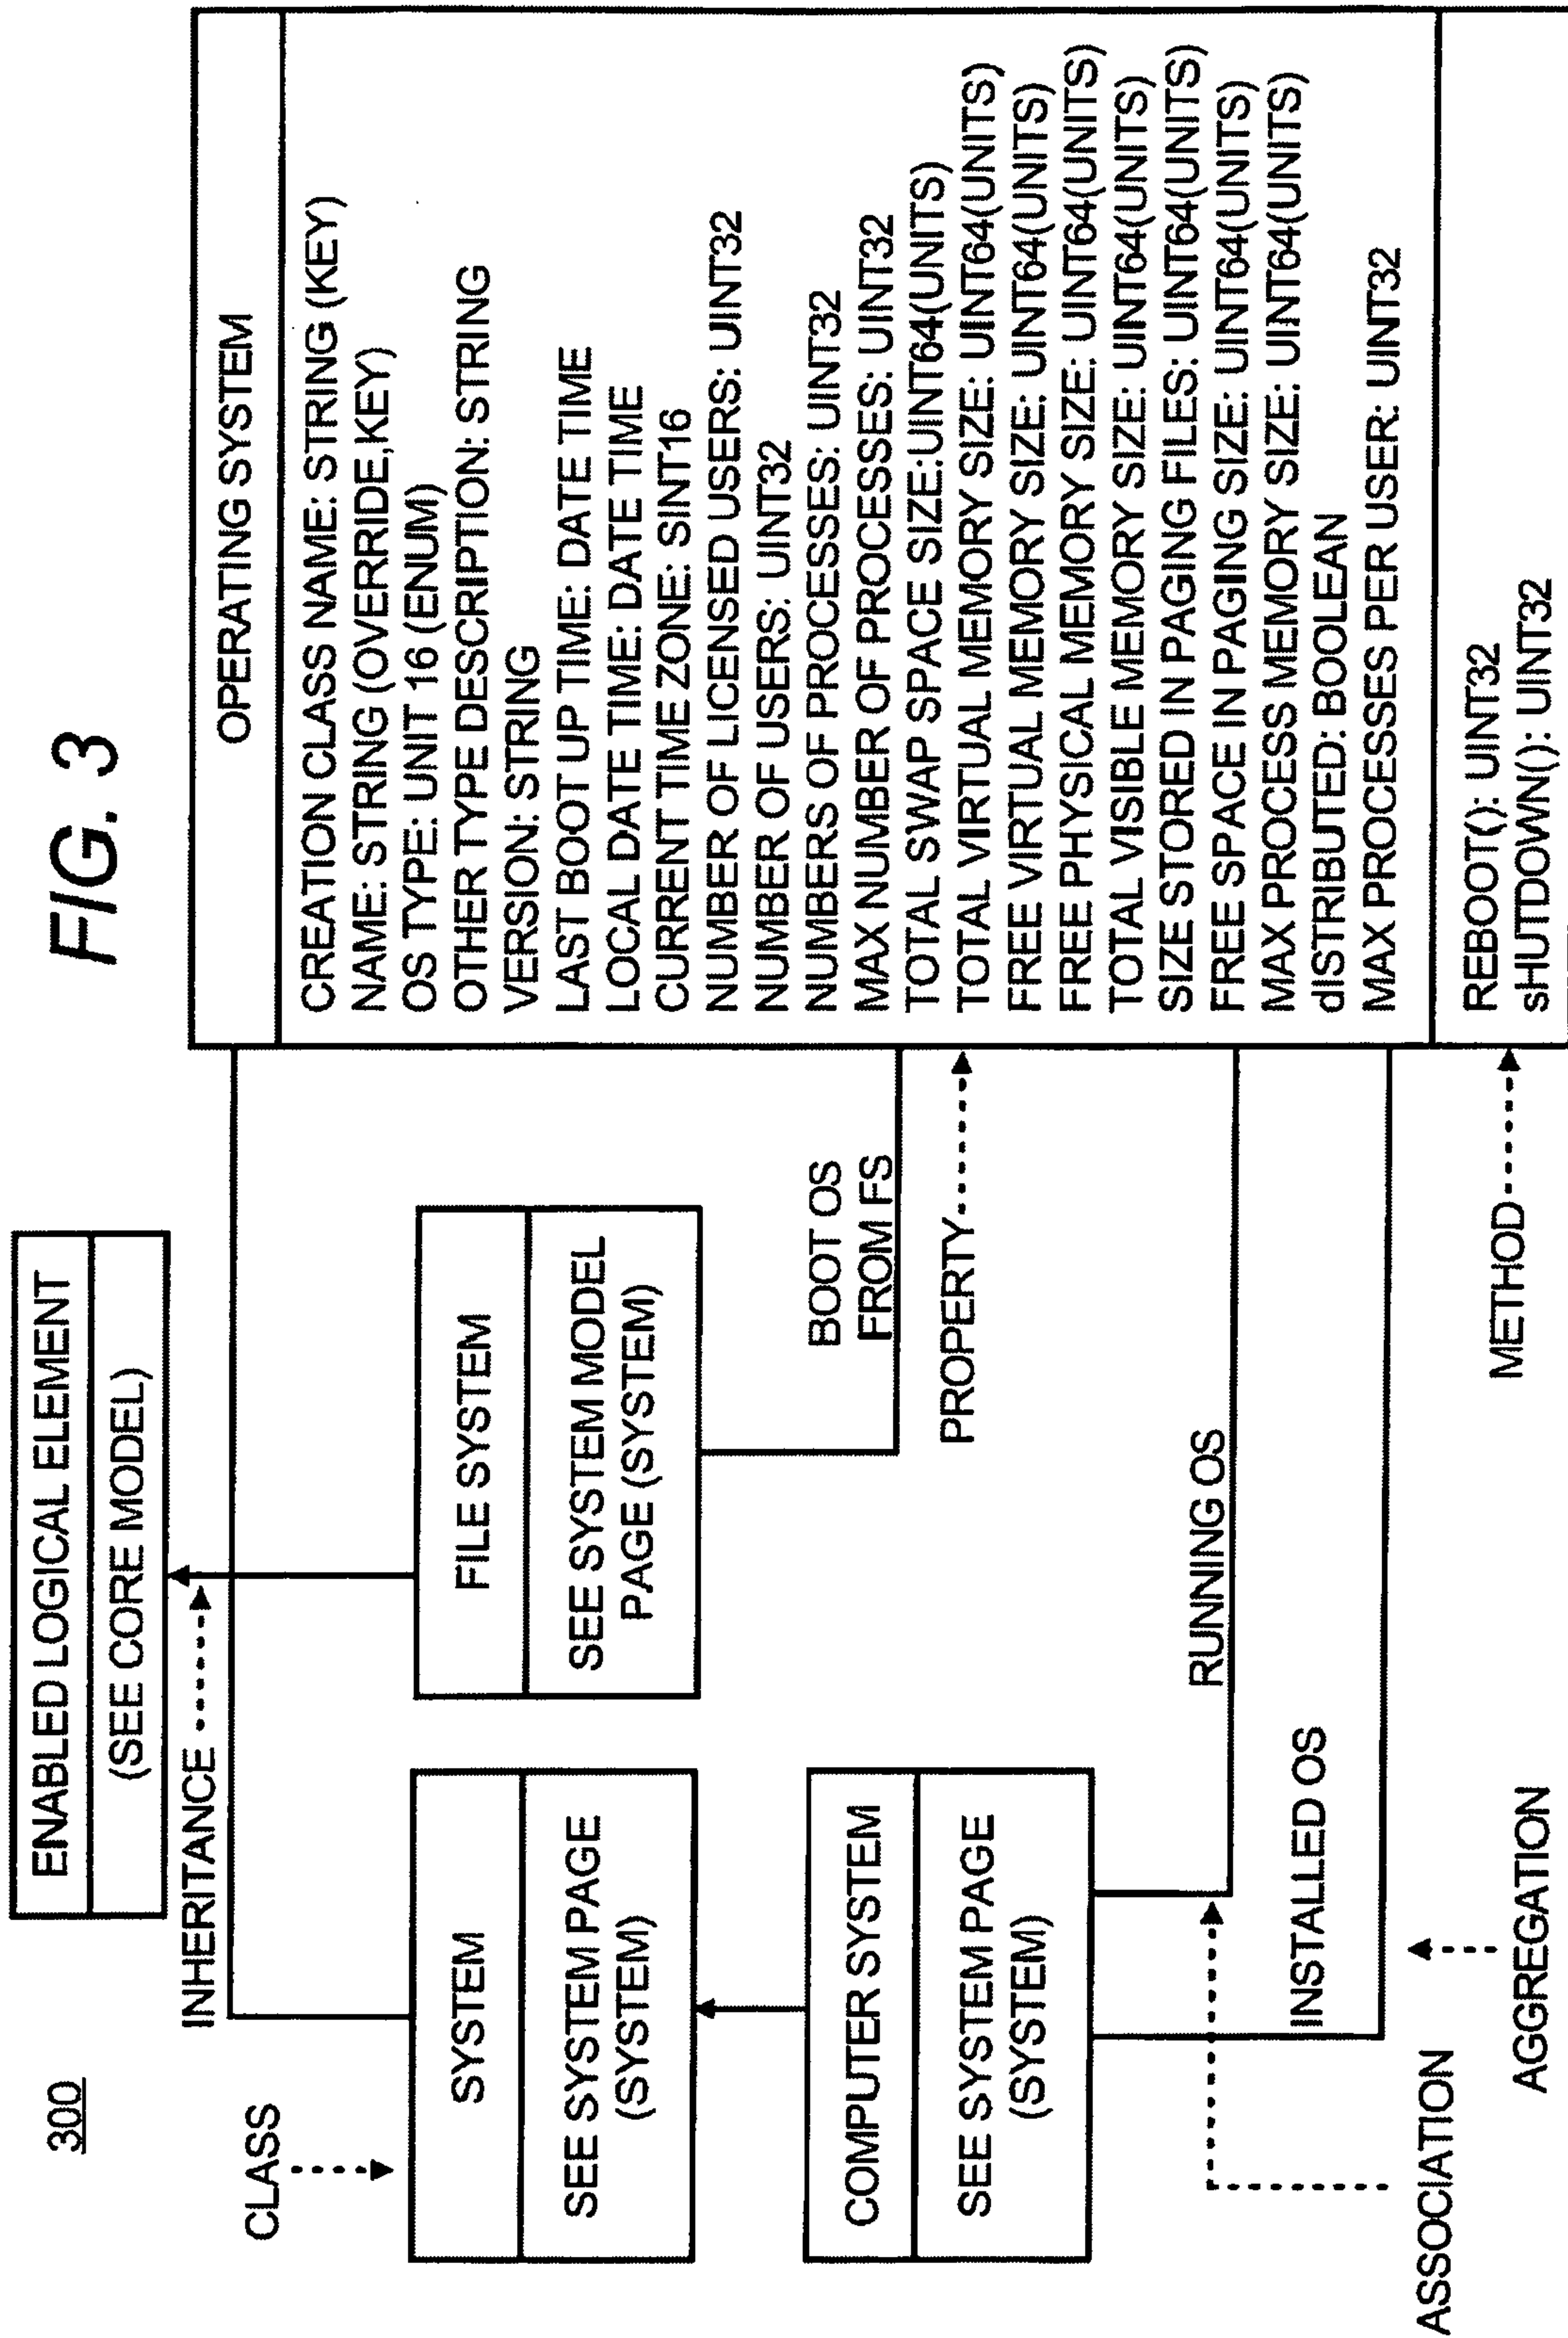 FIG. 3
300
ENABLED LOGICAL ELEMENT
(SEE CORE MODEL)
INHERITANCE
CLASS
SYSTEM
SEE SYSTEM PAGE
(SYSTEM)
FILE SYSTEM
SEE SYSTEM MODEL
PAGE (SYSTEM)
COMPUTER SYSTEM
SEE SYSTEM PAGE
(SYSTEM)
BOOT OS
FROM FS
PROPERTY
RUNNING OS
INSTALLED OS
ASSOCIATION
AGGREGATION
METHOD
OPERATING SYSTEM
CREATION CLASS NAME: STRING (KEY)
NAME: STRING (OVERRIDE,KEY)
OS TYPE: UNIT 16 (ENUM)
OTHER TYPE DESCRIPTION: STRING
VERSION: STRING
LAST BOOT UP TIME: DATE TIME
LOCAL DATE TIME: DATE TIME
CURRENT TIME ZONE: SINT16
NUMBER OF LICENSED USERS: UINT32
NUMBER OF USERS: UINT32
NUMBERS OF PROCESSES: UINT32
MAX NUMBER OF PROCESSES: UINT32
TOTAL SWAP SPACE SIZE:UINT64(UNITS)
TOTAL VIRTUAL MEMORY SIZE: UINT64(UNITS)
FREE VIRTUAL MEMORY SIZE: UINT64(UNITS)
FREE PHYSICAL MEMORY SIZE: UINT64(UNITS)
TOTAL VISIBLE MEMORY SIZE: UINT64(UNITS)
SIZE STORED IN PAGING FILES: UINT64(UNITS)
FREE SPACE IN PAGING SIZE: UINT64(UNITS)
MAX PROCESS MEMORY SIZE: UINT64(UNITS)
dISTRIBUTED: BOOLEAN
MAX PROCESSES PER USER: UINT32
REBOOT(): UINT32
sHUTDOWN(): UINT32